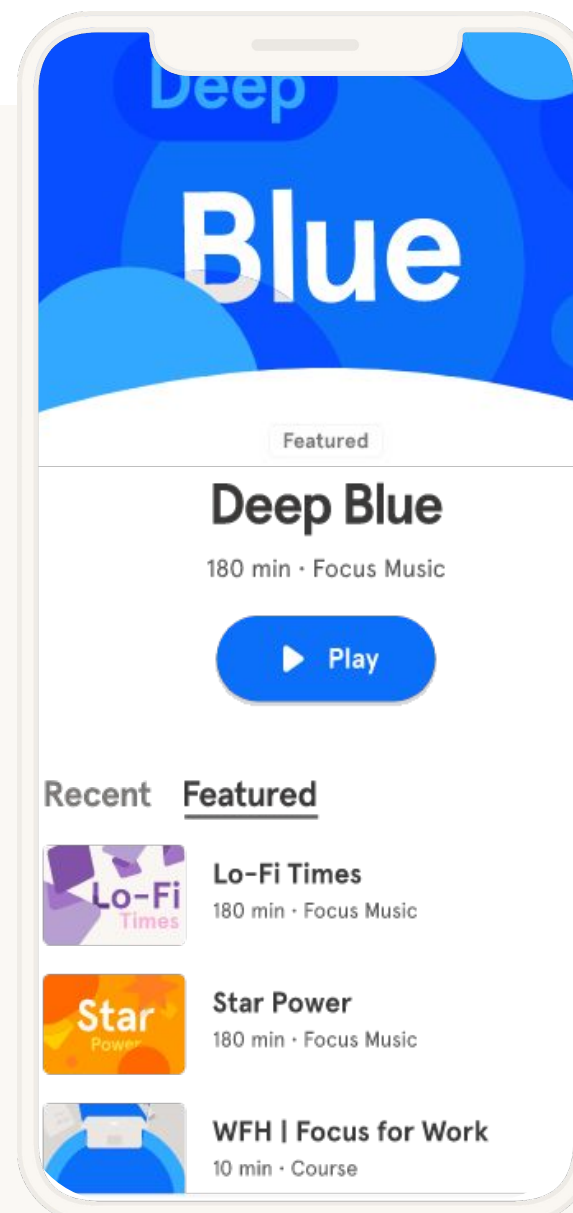 Deep
Blue
Featured
Deep Blue
180 min · Focus Music
Play
Recent Featured
Lo-Fi
Times
Lo-Fi Times
180 min · Focus Music
Star
Power
Star Power
180 min · Focus Music
WFH | Focus for Work
10 min · Course